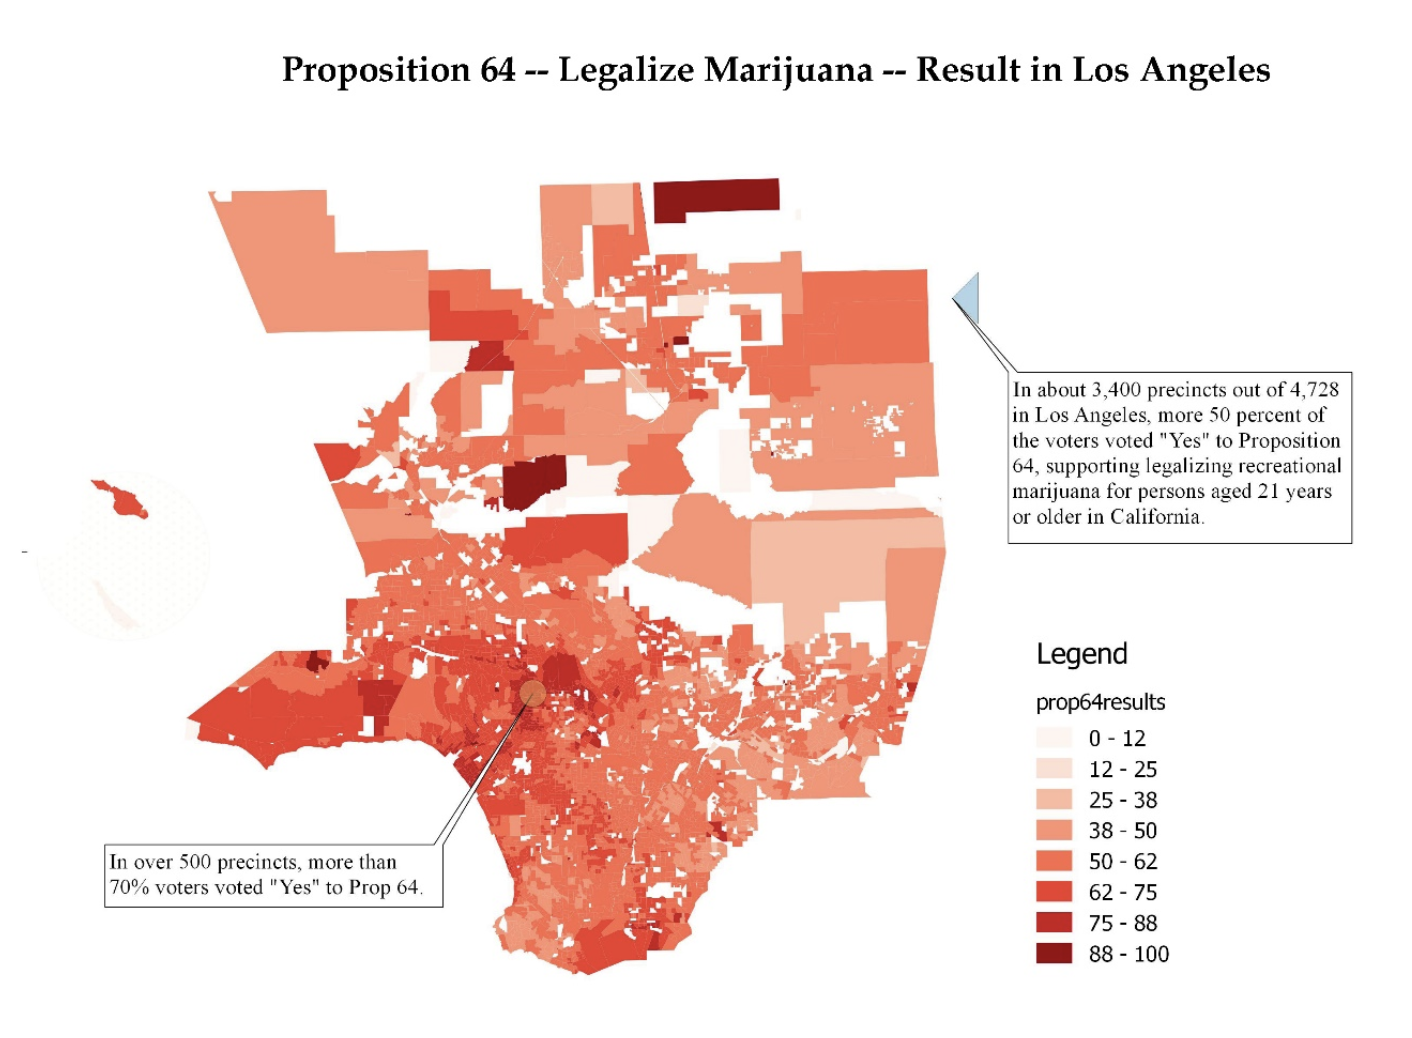 Proposition 64 -- Legalize Marijuana -- Result in Los Angeles
In about 3,400 precincts out of 4,728
in Los Angeles, more 50 percent of
the voters voted "Yes" to Proposition
64, supporting legalizing recreational
marijuana for persons aged 21 years
or older in California.
In over 500 precincts, more than
70% voters voted "Yes" to Prop 64.
Legend
prop64results
0 - 12
12 - 25
25 - 38
38 - 50
50 - 62
62 - 75
75 - 88
88 - 100